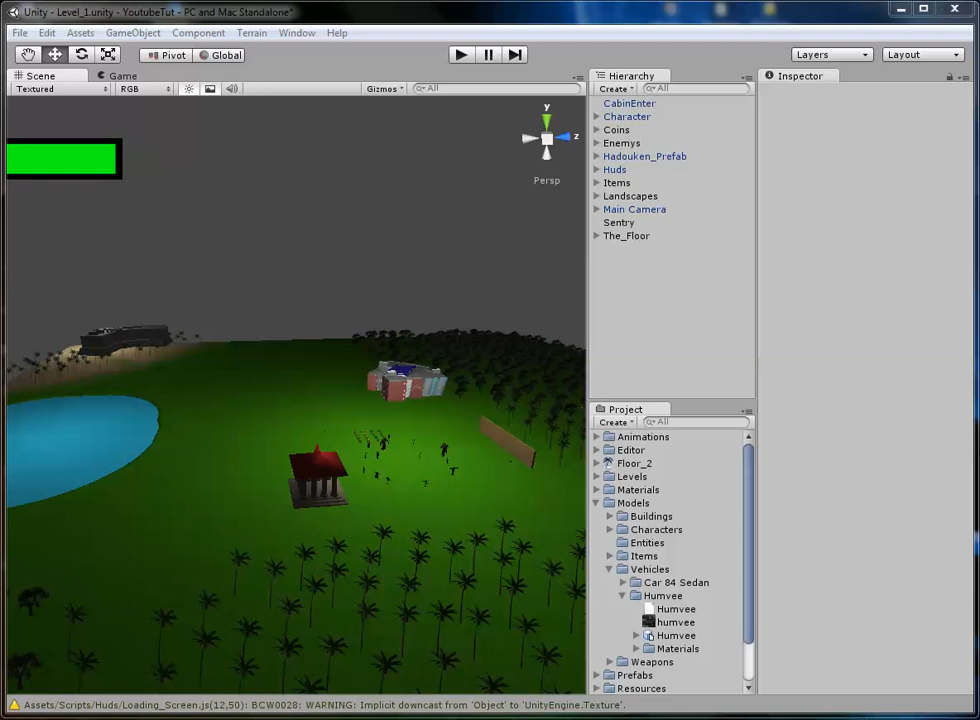 Unity - Level_1.unity - YoutubeTut - PC and Mac Standalone*
File Edit Assets GameObject Component Terrain Window Help
Pivot Global Layers Layout
Scene Game
Textured RGB Gizmos All
y
z
Persp
Hierarchy
Create All
CabinEnter
Character
Coins
Enemys
Hadouken_Prefab
Huds
Items
Landscapes
Main Camera
Sentry
The_Floor
Project
Create All
Animations
Editor
Floor_2
Levels
Materials
Models
Buildings
Characters
Entities
Items
Vehicles
Car 84 Sedan
Humvee
Humvee
humvee
Humvee
Materials
Weapons
Prefabs
Resources
Inspector
Assets/Scripts/Huds/Loading_Screen.js(12,50): BCW0028: WARNING: Implicit downcast from 'Object' to 'UnityEngine.Texture'.